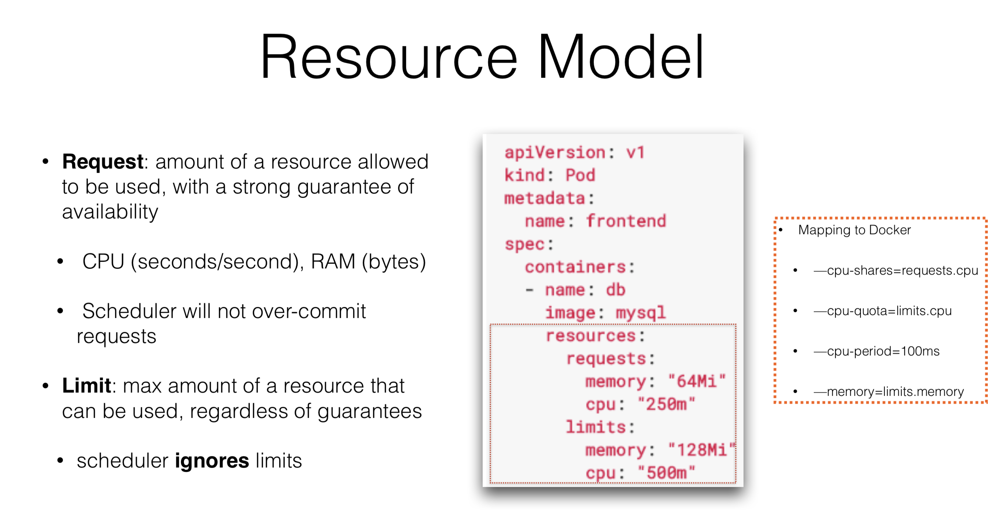 Resource Model
• Request: amount of a resource allowed
to be used, with a strong guarantee of
availability
• CPU (seconds/second), RAM (bytes)
• Scheduler will not over-commit
requests
• Limit: max amount of a resource that
can be used, regardless of guarantees
• scheduler ignores limits
apiVersion: v1
kind: Pod
metadata:
  name: frontend
spec:
  containers:
  - name: db
    image: mysql
    resources:
      requests:
        memory: "64Mi"
        cpu: "250m"
      limits:
        memory: "128Mi"
        cpu: "500m"
• Mapping to Docker
• —cpu-shares=requests.cpu
• —cpu-quota=limits.cpu
• —cpu-period=100ms
• —memory=limits.memory